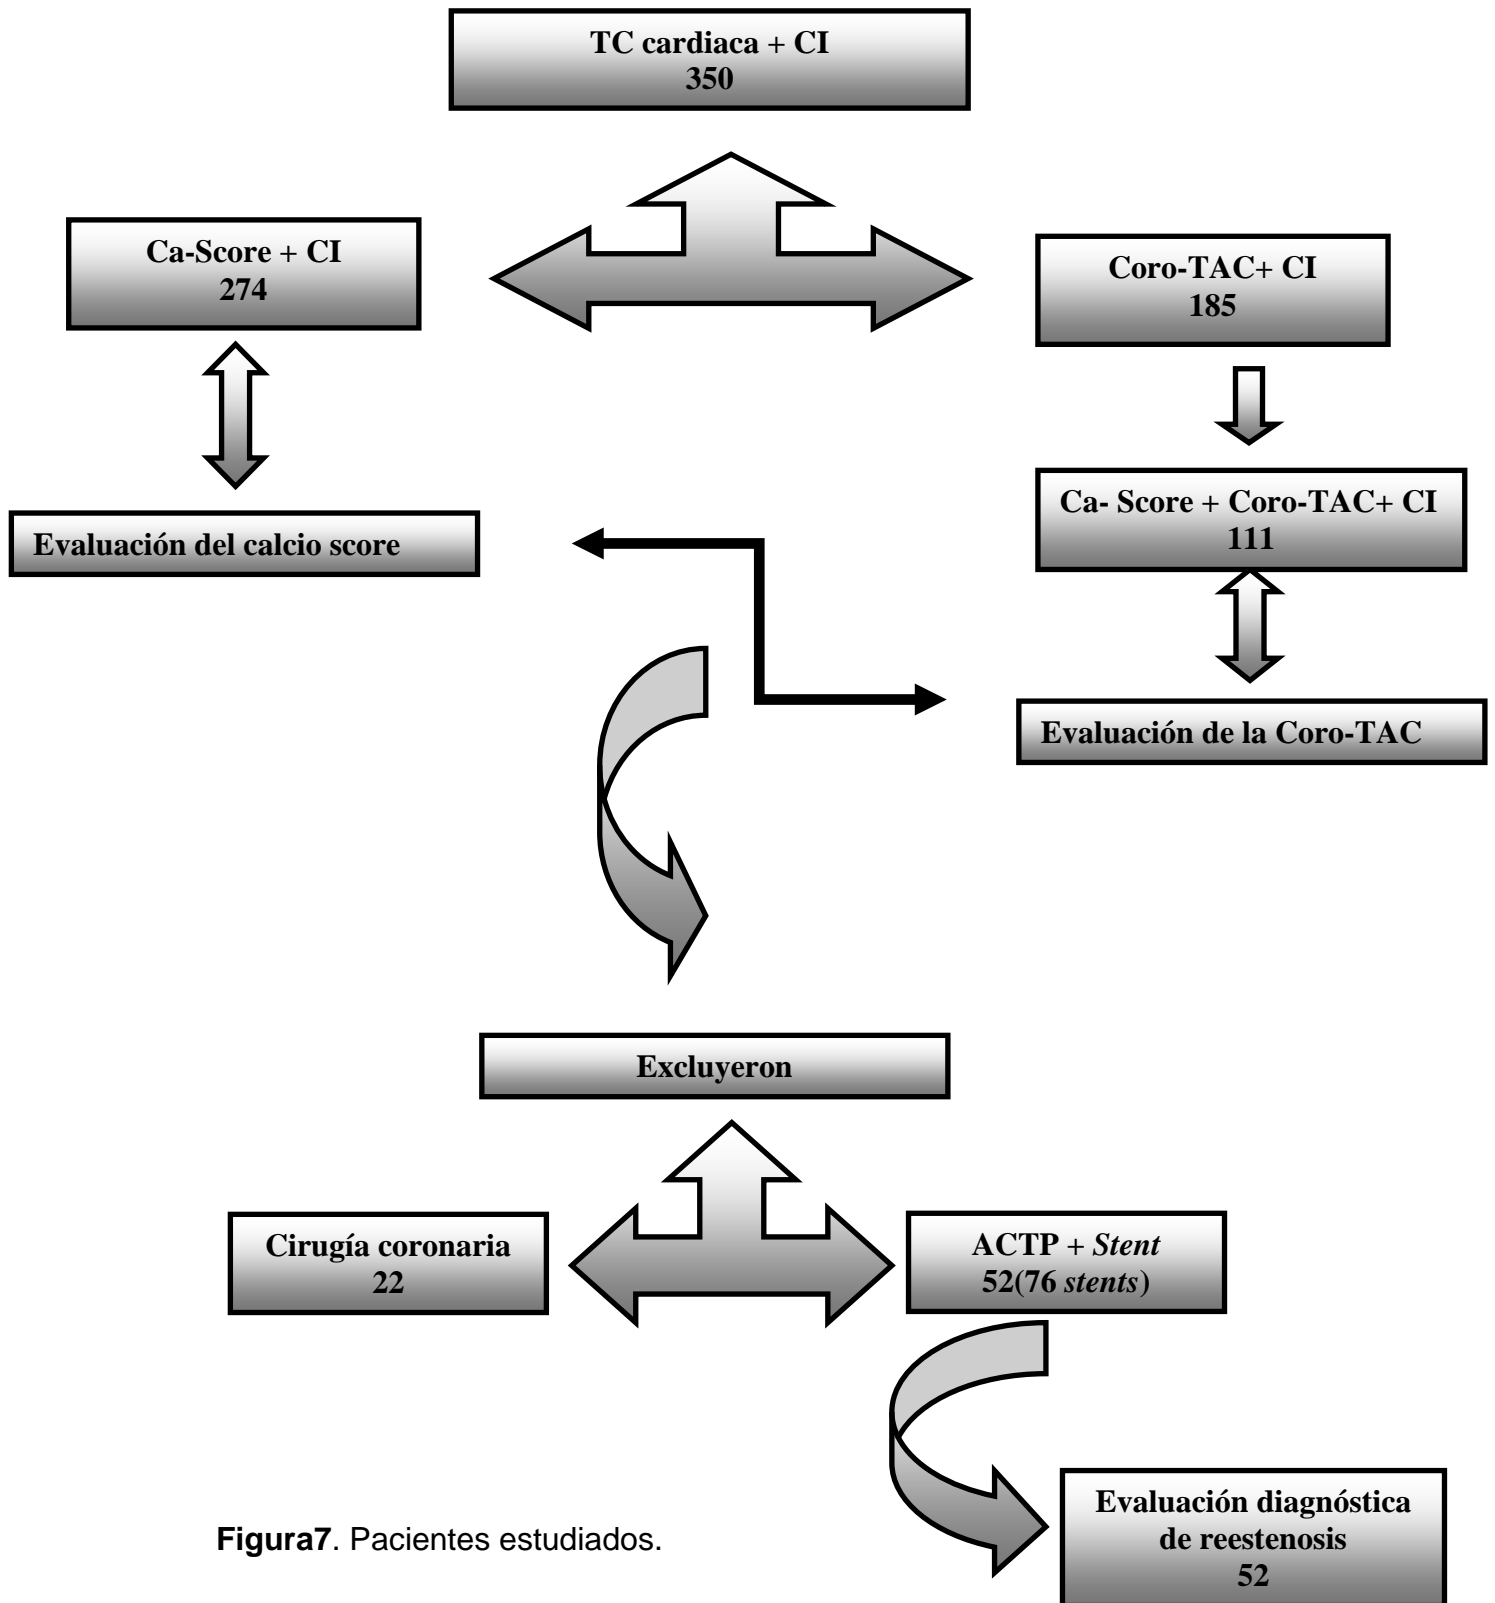 TC cardiaca + CI
350
Ca-Score + CI
274
Coro-TAC+ CI
185
Ca- Score + Coro-TAC+ CI
111
Evaluación del calcio score
Evaluación de la Coro-TAC
Excluyeron
Cirugía coronaria
22
ACTP + Stent
52(76 stents)
Evaluación diagnóstica
de reestenosis
52
Figura7. Pacientes estudiados.